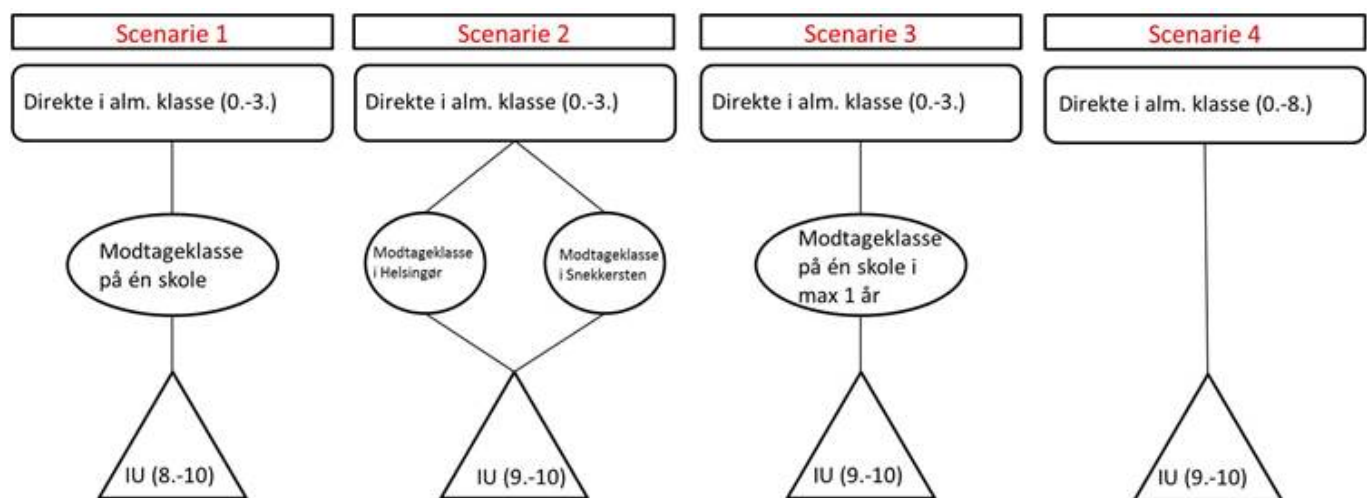 Scenarie 1
Direkte i alm. klasse (0.-3.)
Modtageklasse
på én skole
IU (8.-10)
Scenarie 2
Direkte i alm. klasse (0.-3.)
Modtageklasse
i Helsingør
Modtageklasse
i Snekkersten
IU (9.-10)
Scenarie 3
Direkte i alm. klasse (0.-3.)
Modtageklasse
på én skole i
max 1 år
IU (9.-10)
Scenarie 4
Direkte i alm. klasse (0.-8.)
IU (9.-10)